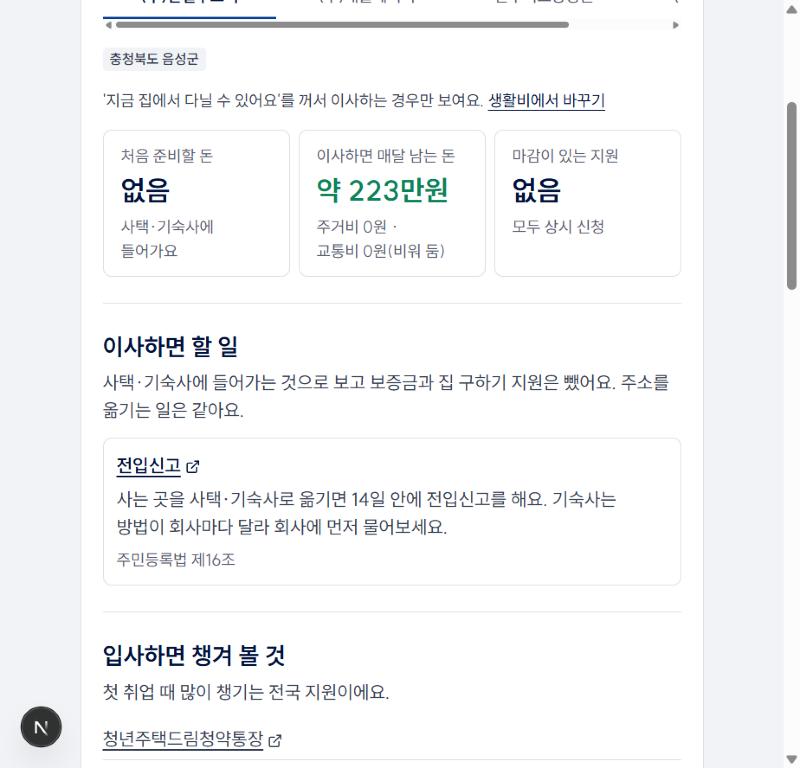 충청북도 음성군
'지금 집에서 다닐 수 있어요'를 꺼서 이사하는 경우만 보여요. 생활비에서 바꾸기
처음 준비할 돈
없음
사택·기숙사에
들어가요
이사하면 매달 남는 돈
약 223만원
주거비 0원 ·
교통비 0원(비워 둠)
마감이 있는 지원
없음
모두 상시 신청
이사하면 할 일
사택·기숙사에 들어가는 것으로 보고 보증금과 집 구하기 지원은 뺐어요. 주소를
옮기는 일은 같아요.
전입신고
사는 곳을 사택·기숙사로 옮기면 14일 안에 전입신고를 해요. 기숙사는
방법이 회사마다 달라 회사에 먼저 물어보세요.
주민등록법 제16조
입사하면 챙겨 볼 것
첫 취업 때 많이 챙기는 전국 지원이에요.
N
청년주택드림청약통장